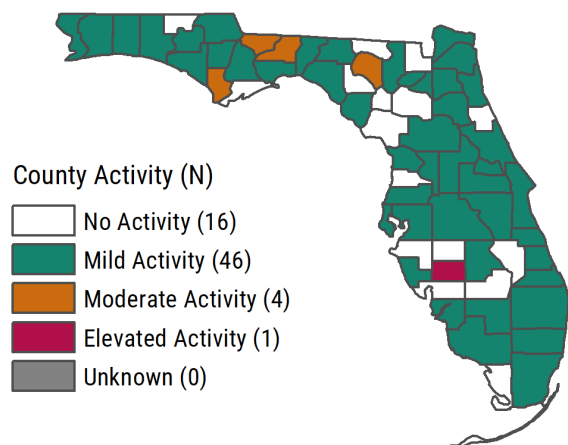 County Activity (N)
No Activity (16)
Mild Activity (46)
Moderate Activity (4)
Elevated Activity (1)
Unknown (0)